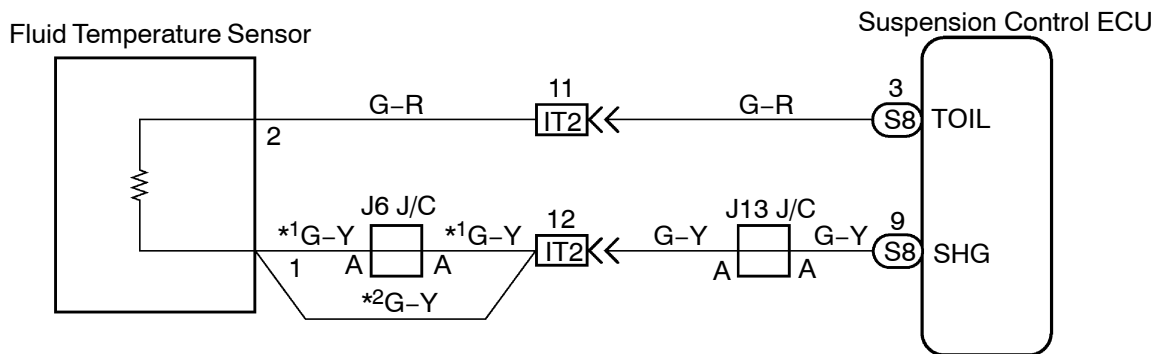 Suspension Control ECU
Fluid Temperature Sensor
11
3
G–R
G–R
IT2
S8
TOIL
2
J6 J/C
J13 J/C
12
9
*1G–Y
*1G–Y
G–Y
G–Y
IT2
S8
SHG
1
A
A
A
A
*2G–Y